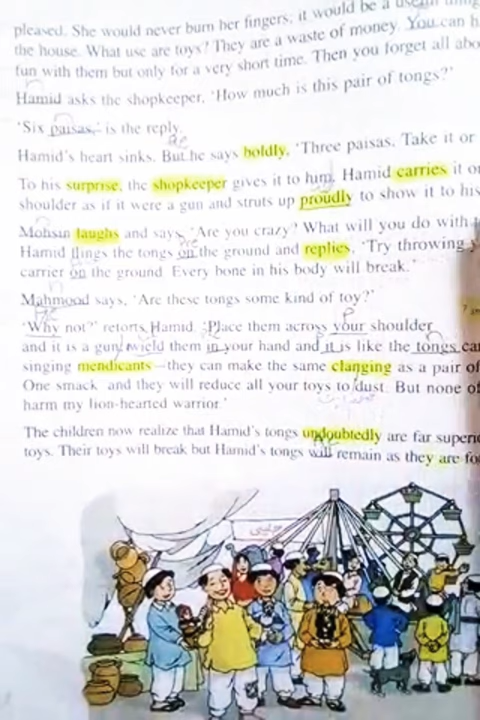 pleased. She would never burn her fingers; it would be a useful thing
the house. What use are toys? They are a waste of money. You can h
fun with them but only for a very short time. Then you forget all abo
Hamid asks the shopkeeper, 'How much is this pair of tongs?'
'Six paisas,' is the reply.
Hamid's heart sinks. But he says boldly, 'Three paisas. Take it or
To his surprise, the shopkeeper gives it to him. Hamid carries it o
shoulder as if it were a gun and struts up proudly to show it to his
Mohsin laughs and says, 'Are you crazy? What will you do with t
Hamid flings the tongs on the ground and replies, 'Try throwing y
carrier on the ground. Every bone in his body will break.'
Mahmood says, 'Are these tongs some kind of toy?'
'Why not?' retorts Hamid. 'Place them across your shoulder
and it is a gun; wield them in your hand and it is like the tongs car
singing mendicants—they can make the same clanging as a pair of
One smack and they will reduce all your toys to dust. But none of
harm my lion-hearted warrior.'
The children now realize that Hamid's tongs undoubtedly are far superi
toys. Their toys will break but Hamid's tongs will remain as they are fo